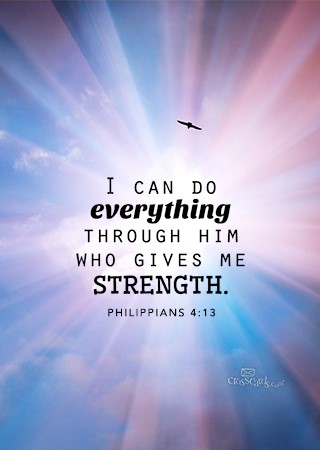 I CAN DO
everything
THROUGH HIM
WHO GIVES ME
STRENGTH.
PHILIPPIANS 4:13
crosscards.com